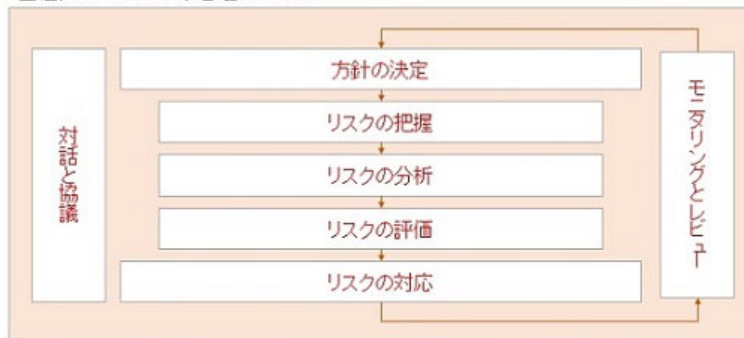 対話と協議
方針の決定
リスクの把握
リスクの分析
リスクの評価
リスクの対応
モニタリングとレビュー